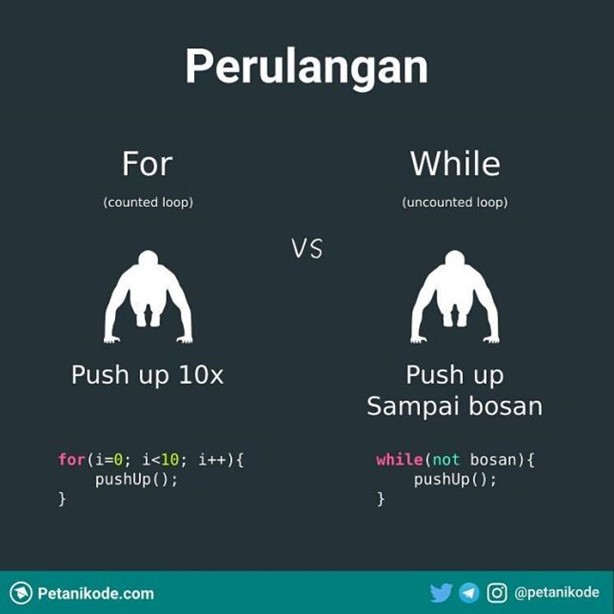 Perulangan
For
(counted loop)
VS
While
(uncounted loop)
Push up 10x
Push up
Sampai bosan
for(i=0; i<10; i++){
    pushUp();
}
while(not bosan){
    pushUp();
}
Petanikode.com
@petanikode